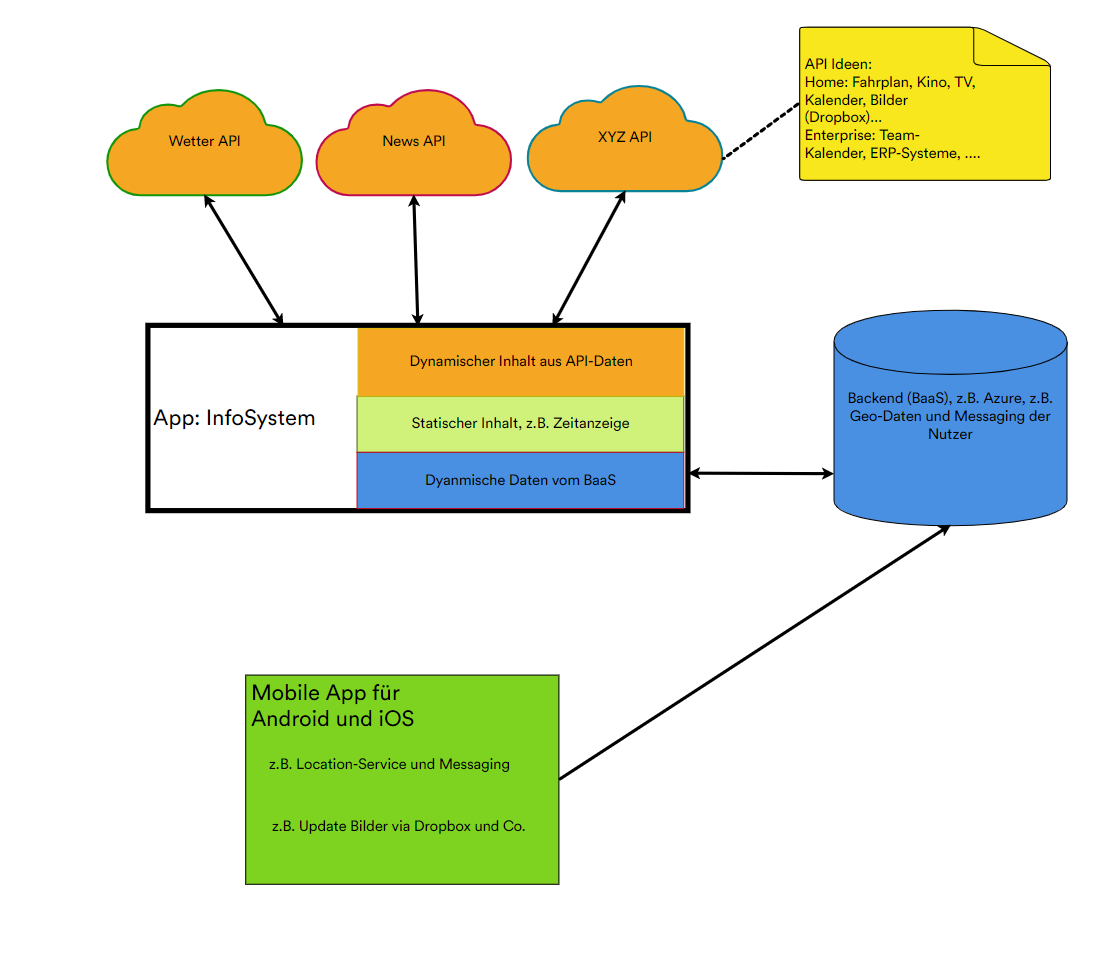 API Ideen:
Home: Fahrplan, Kino, TV,
Kalender, Bilder
(Dropbox)...
Enterprise: Team-
Kalender, ERP-Systeme, ....
Wetter API
News API
XYZ API
App: InfoSystem
Dynamischer Inhalt aus API-Daten
Statischer Inhalt, z.B. Zeitanzeige
Dyanmische Daten vom BaaS
Backend (BaaS), z.B. Azure, z.B.
Geo-Daten und Messaging der
Nutzer
Mobile App für
Android und iOS
z.B. Location-Service und Messaging
z.B. Update Bilder via Dropbox und Co.